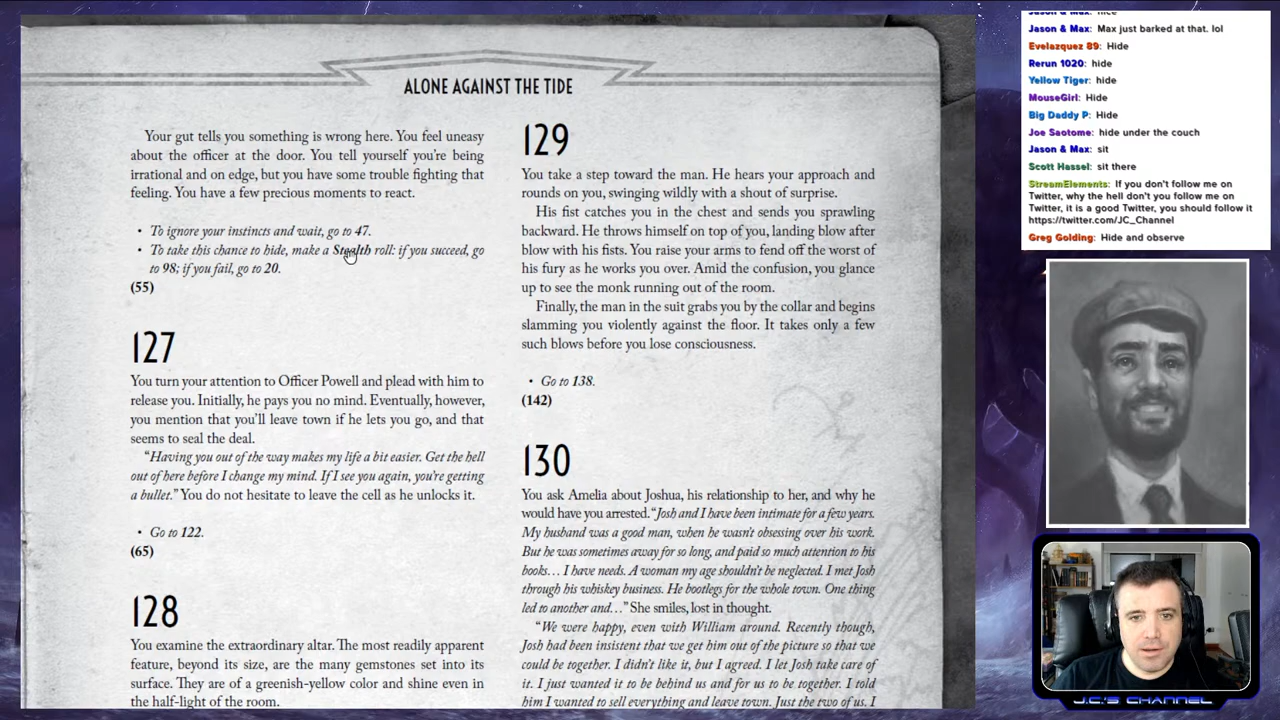 ALONE AGAINST THE TIDE
Your gut tells you something is wrong here. You feel uneasy
about the officer at the door. You tell yourself you're being
irrational and on edge, but you have trouble fighting that
feeling. You have a few precious moments to act.
• To ignore your instincts and wait, go to 47.
• To take this chance to hide, make a Stealth roll: if you succeed, go
to 98; if you fail, go to 20.
(55)
127
You turn your attention to Officer Powell and plead with him to
release you. Initially, he pays you no mind. Eventually, however,
you mention that you'll leave town if he lets you go, and that
seems to seal the deal.
"Having you out of the way makes my life a bit easier. Get the hell
out of here before I change my mind. If I see you again, you're getting
a bullet." You do not hesitate to leave the cell as he unlocks it.
• Go to 122.
(65)
128
You examine the extraordinary altar. The most readily apparent
feature, beyond its size, are the many gemstones set into its
surface. They are of a greenish-yellow color and shine even in
the half-light of the room.
129
You take a step toward the man. He hears your approach and
rounds on you, swinging wildly with a shout of surprise.
His fist catches you in the chest and sends you sprawling
backward. He throws himself on top of you, landing blow after
blow with his fists. You raise your arms to fend off the worst of
his fury as he works you over. Amid the confusion, you glance
up to see the monk running out of the room.
Finally, the man in the suit grabs you by the collar and begins
slamming you violently against the floor. It takes only a few
such blows before you lose consciousness.
• Go to 138.
(142)
130
You ask Amelia about Joshua, his relationship to her, and why he
would have you arrested. "Josh and I have been intimate for a few years.
My husband was a good man, when he wasn't obsessing over his work.
But he was sometimes away for so long, and paid so much attention to his
books… I have needs. A woman my age shouldn't be neglected. I met Josh
through his whiskey business. He bootlegs for the whole town. One thing
led to another and…" She smiles, lost in thought.
"We were happy, even with William around. Recently though,
Josh had been insistent that we get him out of the picture so that we
could be together. I didn't like it, but I agreed. I let Josh take care of
it. I just wanted it to be behind us and for us to be together. I told
him I wanted to sell everything and leave town. Just the two of us. I
Jason & Max: nice
Jason & Max: Max just barked at that. lol
Evelazquez 89: Hide
Rerun 1020: hide
Yellow Tiger: hide
MouseGirl: Hide
Big Daddy P: Hide
Joe Saotome: hide under the couch
Jason & Max: sit
Scott Hassel: sit there
StreamElements: If you don't follow me on
Twitter, why the hell don't you follow me on
Twitter, it is a good Twitter, you should follow it
https://twitter.com/JC_Channel
Greg Golding: Hide and observe
J.C.'S CHANNEL